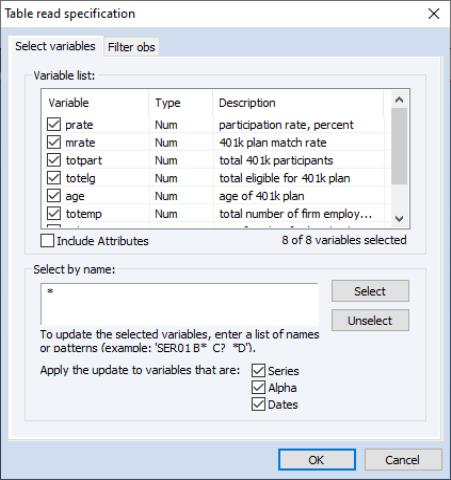 Table read specification
Select variables Filter obs
Variable list:
Variable Type Description
prate Num participation rate, percent
mrate Num 401k plan match rate
totpart Num total 401k participants
totelg Num total eligible for 401k plan
age Num age of 401k plan
totemp Num total number of firm employ...
Include Attributes 8 of 8 variables selected
Select by name:
*
Select
Unselect
To update the selected variables, enter a list of names
or patterns (example: 'SER01 B* C? *D').
Apply the update to variables that are: Series
Alpha
Dates
OK Cancel